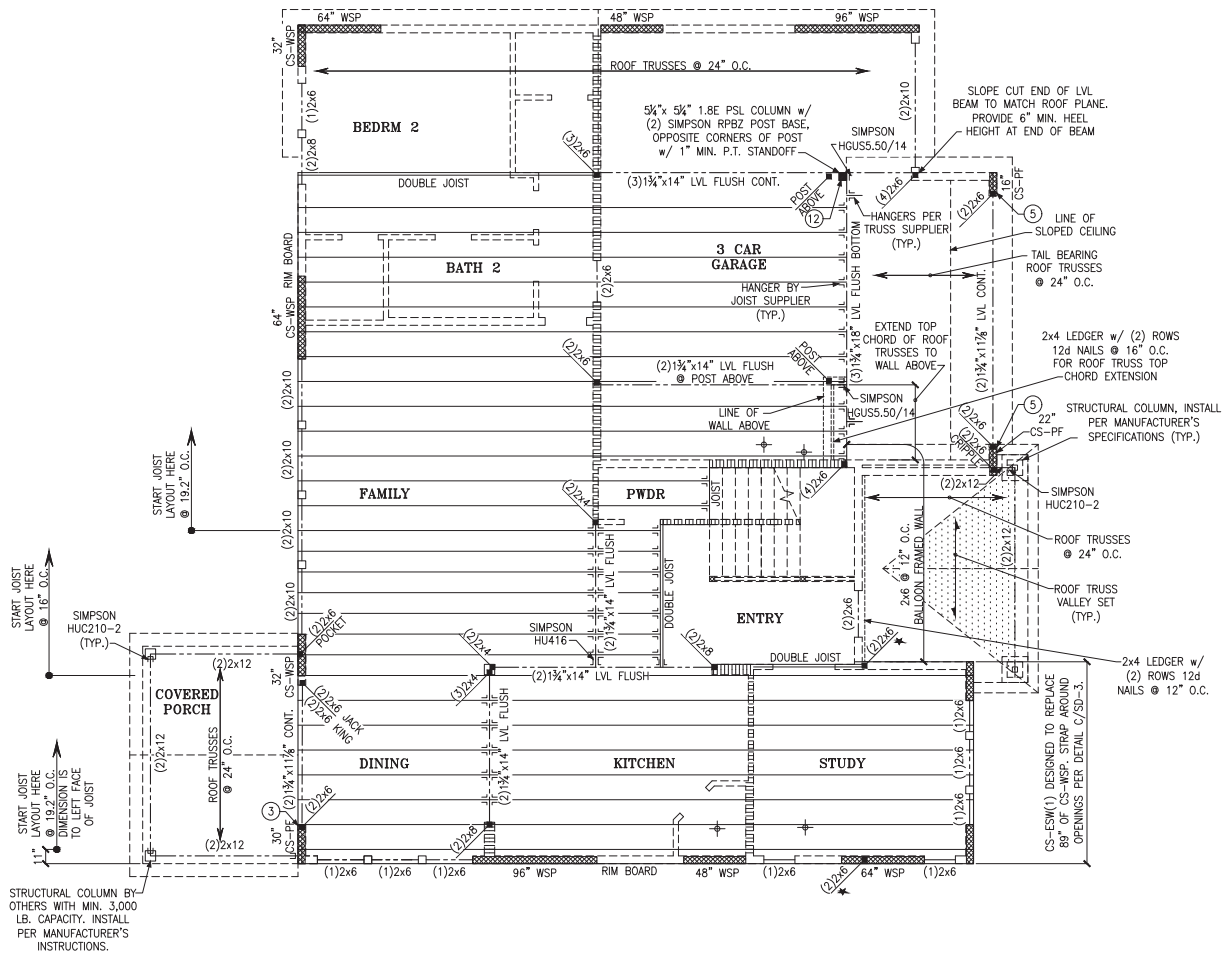 64" WSP
48" WSP
96" WSP
32"
CS-WSP
ROOF TRUSSES @ 24" O.C.
(1)2x6
(2)2x8
BEDRM 2
(3)2x6
5¼"x 5¼" 1.8E PSL COLUMN w/
(2) SIMPSON RPBZ POST BASE,
OPPOSITE CORNERS OF POST
w/ 1" MIN. P.T. STANDOFF
SIMPSON
HGUS5.50/14
(2)2x10
SLOPE CUT END OF LVL
BEAM TO MATCH ROOF PLANE.
PROVIDE 6" MIN. HEEL
HEIGHT AT END OF BEAM
DOUBLE JOIST
(3)1¾"x14" LVL FLUSH CONT.
POST
ABOVE
12
(4)2x6
(2)2x6
16"
CS-PF
5
LINE OF
SLOPED CEILING
HANGERS PER
TRUSS SUPPLIER
(TYP.)
TAIL BEARING
ROOF TRUSSES
@ 24" O.C.
RIM BOARD
BATH 2
3 CAR
GARAGE
(2)2x6
HANGER BY
JOIST SUPPLIER
(TYP.)
(3)1¾"x18" LVL FLUSH BOTTOM
(2)1¾"x11⅞" LVL CONT.
64"
CS-WSP
EXTEND TOP
CHORD OF ROOF
TRUSSES TO
WALL ABOVE
2x4 LEDGER w/ (2) ROWS
12d NAILS @ 16" O.C.
FOR ROOF TRUSS TOP
CHORD EXTENSION
(2)2x6
(2)1¾"x14" LVL FLUSH
@ POST ABOVE
POST
ABOVE
(2)2x10
LINE OF
WALL ABOVE
SIMPSON
HGUS5.50/14
5
(2)2x6
(2)2x6
CRIPPLE
22"
CS-PF
STRUCTURAL COLUMN, INSTALL
PER MANUFACTURER'S
SPECIFICATIONS (TYP.)
(2)2x10
START JOIST
LAYOUT HERE
@ 19.2" O.C.
FAMILY
PWDR
JOIST
(4)2x6
(2)2x12
SIMPSON
HUC210-2
(2)2x4
(2)2x10
BALLOON FRAMED WALL
2x6 @ 12" O.C.
(2)2x12
ROOF TRUSSES
@ 24" O.C.
START JOIST
LAYOUT HERE
@ 16" O.C.
(2)2x10
(2)1¾"x14" LVL FLUSH
DOUBLE JOIST
ENTRY
(2)2x6
ROOF TRUSS
VALLEY SET
(TYP.)
SIMPSON
HUC210-2
(TYP.)
(2)2x6
POCKET
SIMPSON
HU416
(2)2x4
(2)2x8
DOUBLE JOIST
(2)2x6
(2)2x12
32"
CS-WSP
(3)2x4
(2)1¾"x14" LVL FLUSH
2x4 LEDGER w/
(2) ROWS 12d
NAILS @ 12" O.C.
COVERED
PORCH
(2)2x6 JACK
(2)2x6 KING
(2)2x12
ROOF TRUSSES
@ 24" O.C.
(2)1¾"x11⅞" CONT.
DINING
(2)1¾"x14" LVL FLUSH
KITCHEN
STUDY
(1)2x6
(1)2x6
(1)2x6
CS-ESW(1) DESIGNED TO REPLACE
89" OF CS-WSP. STRAP AROUND
OPENINGS PER DETAIL C/SD-3.
START JOIST
LAYOUT HERE
@ 19.2" O.C.
DIMENSION IS
TO LEFT FACE
OF JOIST
11"
3
(2)2x6
30"
CS-PF
(2)2x12
(2)2x8
(1)2x6
(1)2x6
(1)2x6
96" WSP
RIM BOARD
48" WSP
(1)2x6
(2)2x6
64" WSP
(1)2x6
STRUCTURAL COLUMN BY
OTHERS WITH MIN. 3,000
LB. CAPACITY. INSTALL
PER MANUFACTURER'S
INSTRUCTIONS.